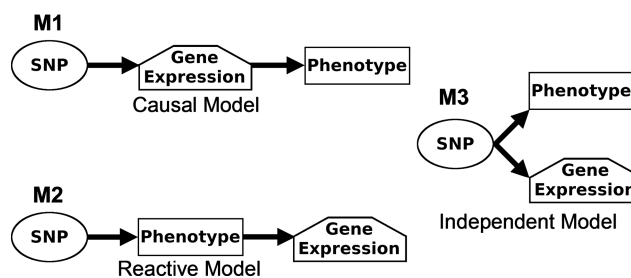 M1
SNP
Gene
Expression
Phenotype
Causal Model
M2
SNP
Phenotype
Gene
Expression
Reactive Model
M3
SNP
Phenotype
Gene
Expression
Independent Model